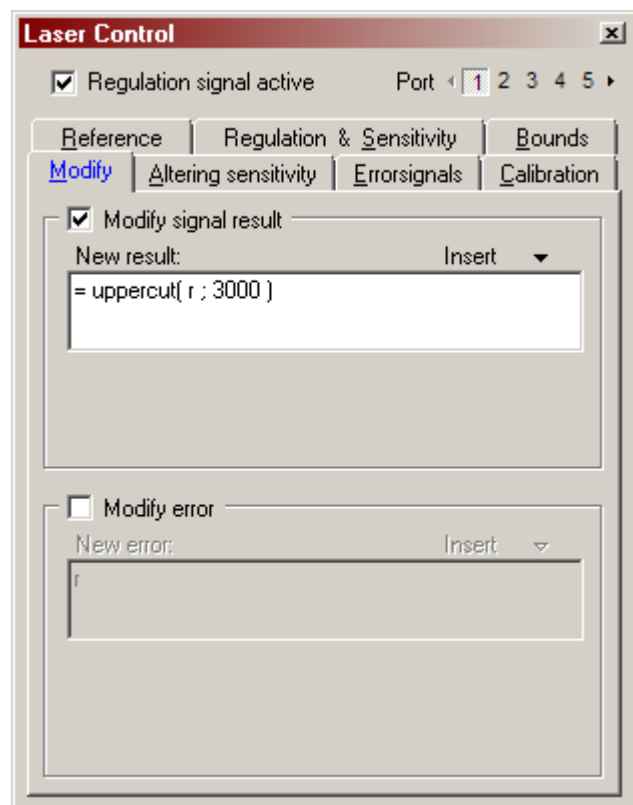 Laser Control
Regulation signal active Port 1 2 3 4 5
Reference Regulation & Sensitivity Bounds
Modify Altering sensitivity Errorsignals Calibration
Modify signal result
New result: Insert
= uppercut( r ; 3000 )
Modify error
New error: Insert
r